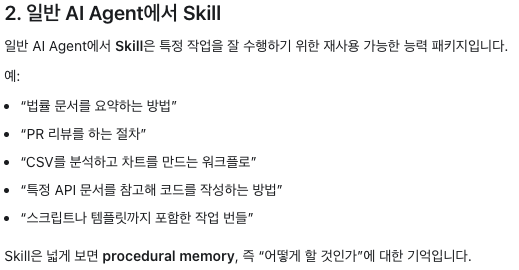 2. 일반 AI Agent에서 Skill
일반 AI Agent에서 Skill은 특정 작업을 잘 수행하기 위한 재사용 가능한 능력 패키지입니다.
예:
• “법률 문서를 요약하는 방법”
• “PR 리뷰를 하는 절차”
• “CSV를 분석하고 차트를 만드는 워크플로”
• “특정 API 문서를 참고해 코드를 작성하는 방법”
• “스크립트나 템플릿까지 포함한 작업 번들”
Skill은 넓게 보면 procedural memory, 즉 “어떻게 할 것인가”에 대한 기억입니다.